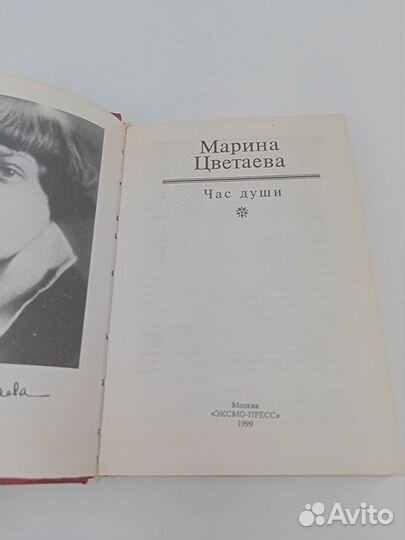 Марина
Цветаева
Час души
Москва
«ЭКСМО-ПРЕСС»
1999
Avito